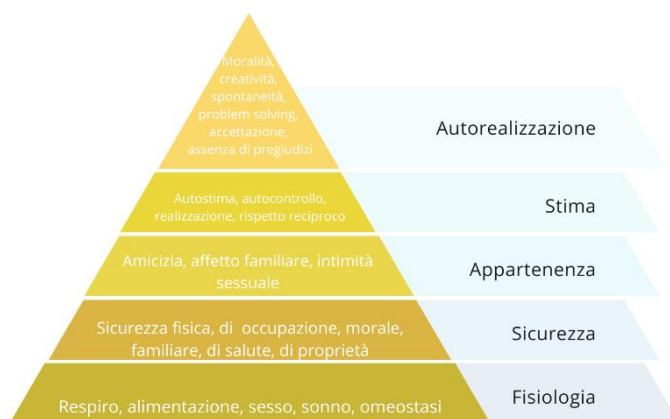 Moralità,
creatività,
spontaneità,
problem solving,
accettazione,
assenza di pregiudizi
Autorealizzazione
Autostima, autocontrollo,
realizzazione, rispetto reciproco
Stima
Amicizia, affetto familiare, intimità
sessuale
Appartenenza
Sicurezza fisica, di occupazione, morale,
familiare, di salute, di proprietà
Sicurezza
Respiro, alimentazione, sesso, sonno, omeostasi
Fisiologia